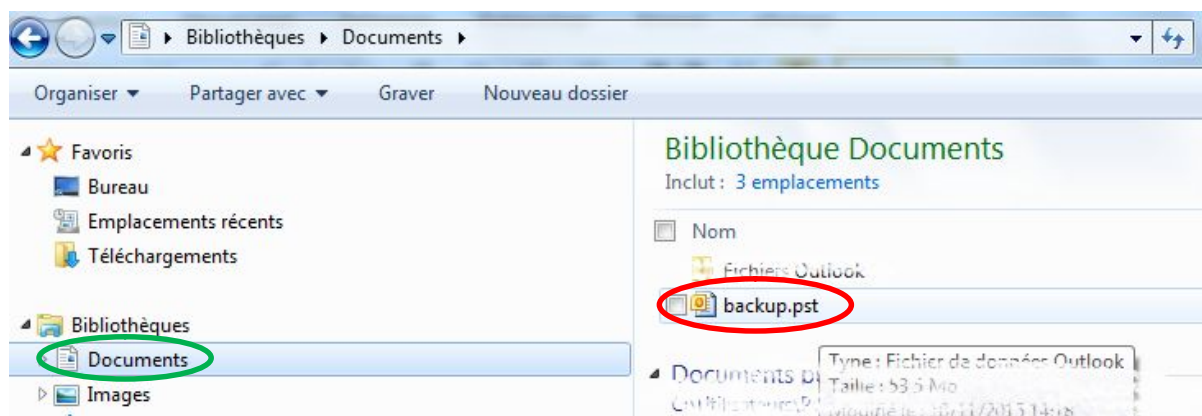 Bibliothèques Documents
Organiser Partager avec Graver Nouveau dossier
Favoris
Bureau
Emplacements récents
Téléchargements
Bibliothèques
Documents
Images
Bibliothèque Documents
Inclut : 3 emplacements
Nom
Fichiers Outlook
backup.pst
Documents
Type : Fichier de données Outlook
Taille : 53.5 Mo